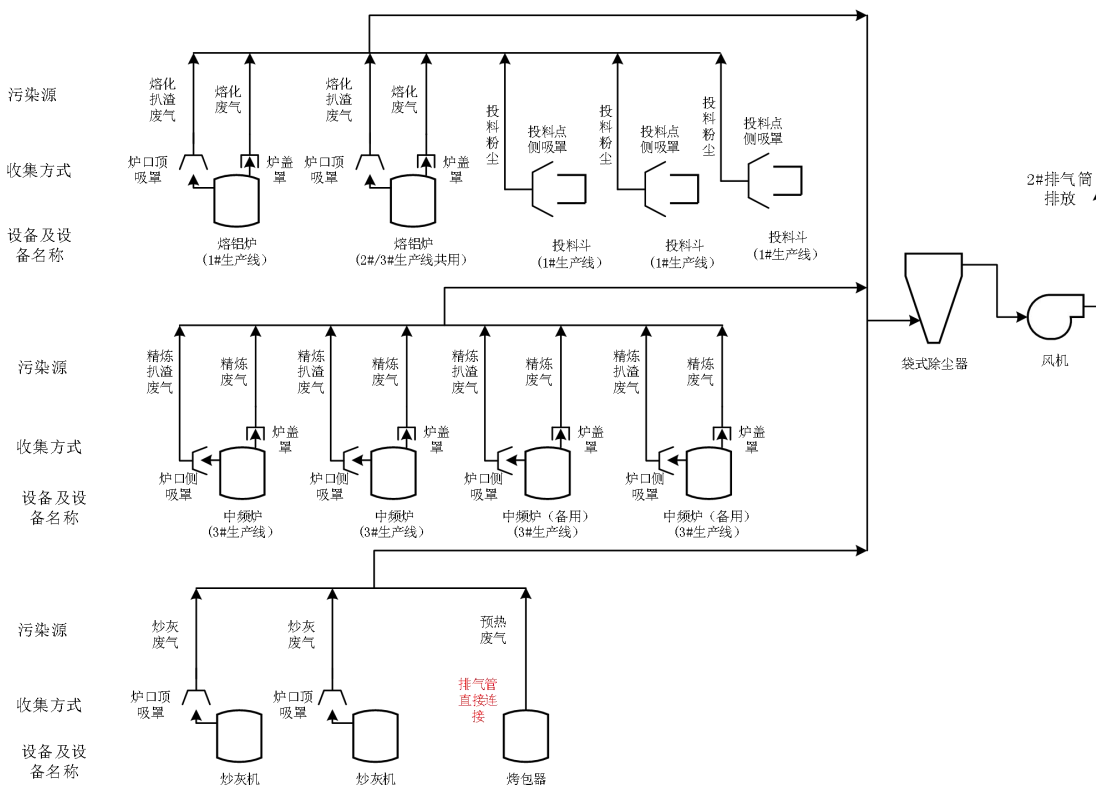 污染源
熔化
扒渣
废气
熔化
废气
熔化
扒渣
废气
熔化
废气
投
料
粉
尘
投
料
粉
尘
投
料
粉
尘
收集方式
炉口顶
吸罩
炉盖
罩
炉口顶
吸罩
炉盖
罩
投料点
侧吸罩
投料点
侧吸罩
投料点
侧吸罩
设备及设
备名称
熔铝炉
(1#生产线)
熔铝炉
(2#/3#生产线共用)
投料斗
(1#生产线)
投料斗
(1#生产线)
投料斗
(1#生产线)
2#排气筒
排放
袋式除尘器
风机
污染源
精炼
扒渣
废气
精炼
废气
精炼
扒渣
废气
精炼
废气
精炼
扒渣
废气
精炼
废气
精炼
扒渣
废气
精炼
废气
收集方式
炉口侧
吸罩
炉盖
罩
炉口侧
吸罩
炉盖
罩
炉口侧
吸罩
炉盖
罩
炉口侧
吸罩
炉盖
罩
设备及设
备名称
中频炉
(3#生产线)
中频炉
(3#生产线)
中频炉（备用）
(3#生产线)
中频炉（备用）
(3#生产线)
污染源
炒灰
废气
炒灰
废气
预热
废气
收集方式
炉口顶
吸罩
炉口顶
吸罩
排气管
直接连
接
设备及设
备名称
炒灰机
炒灰机
烤包器